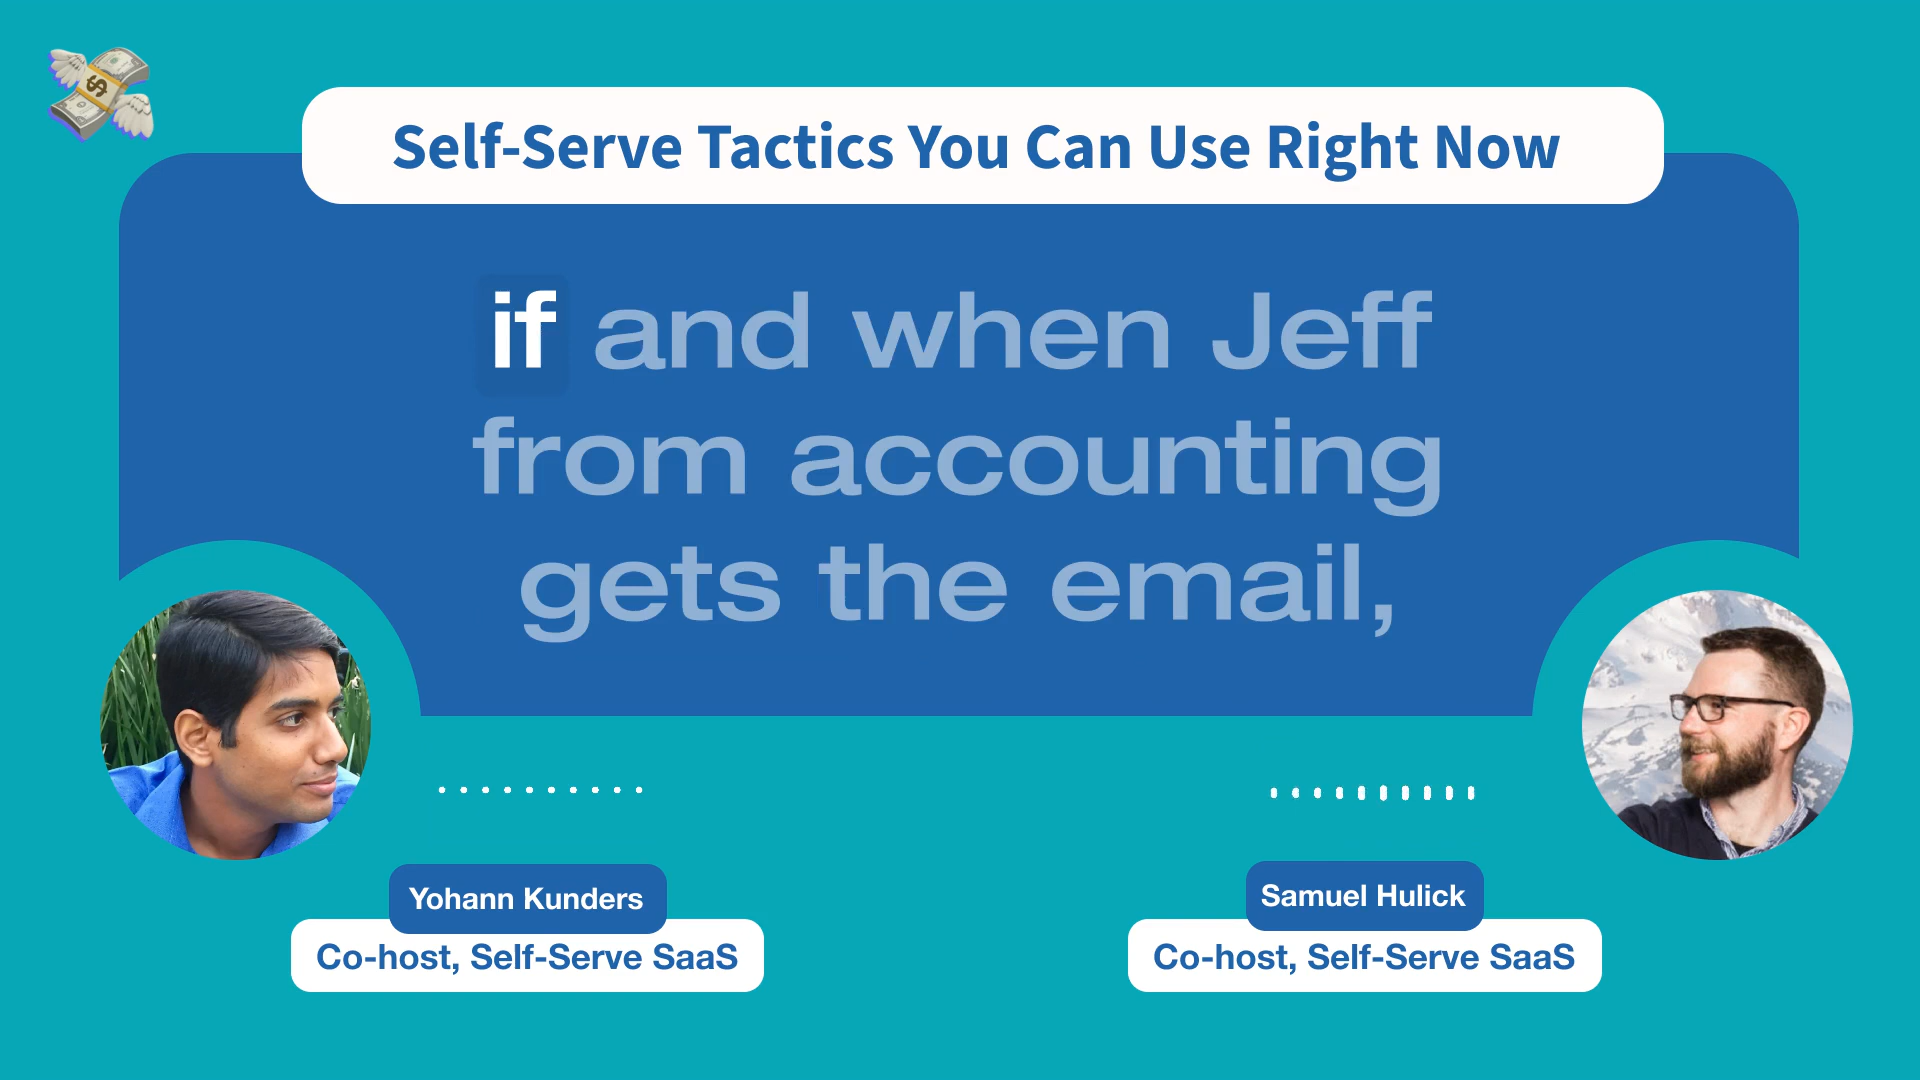 Self-Serve Tactics You Can Use Right Now
if and when Jeff
from accounting
gets the email,
Yohann Kunders
Co-host, Self-Serve SaaS
Samuel Hulick
Co-host, Self-Serve SaaS